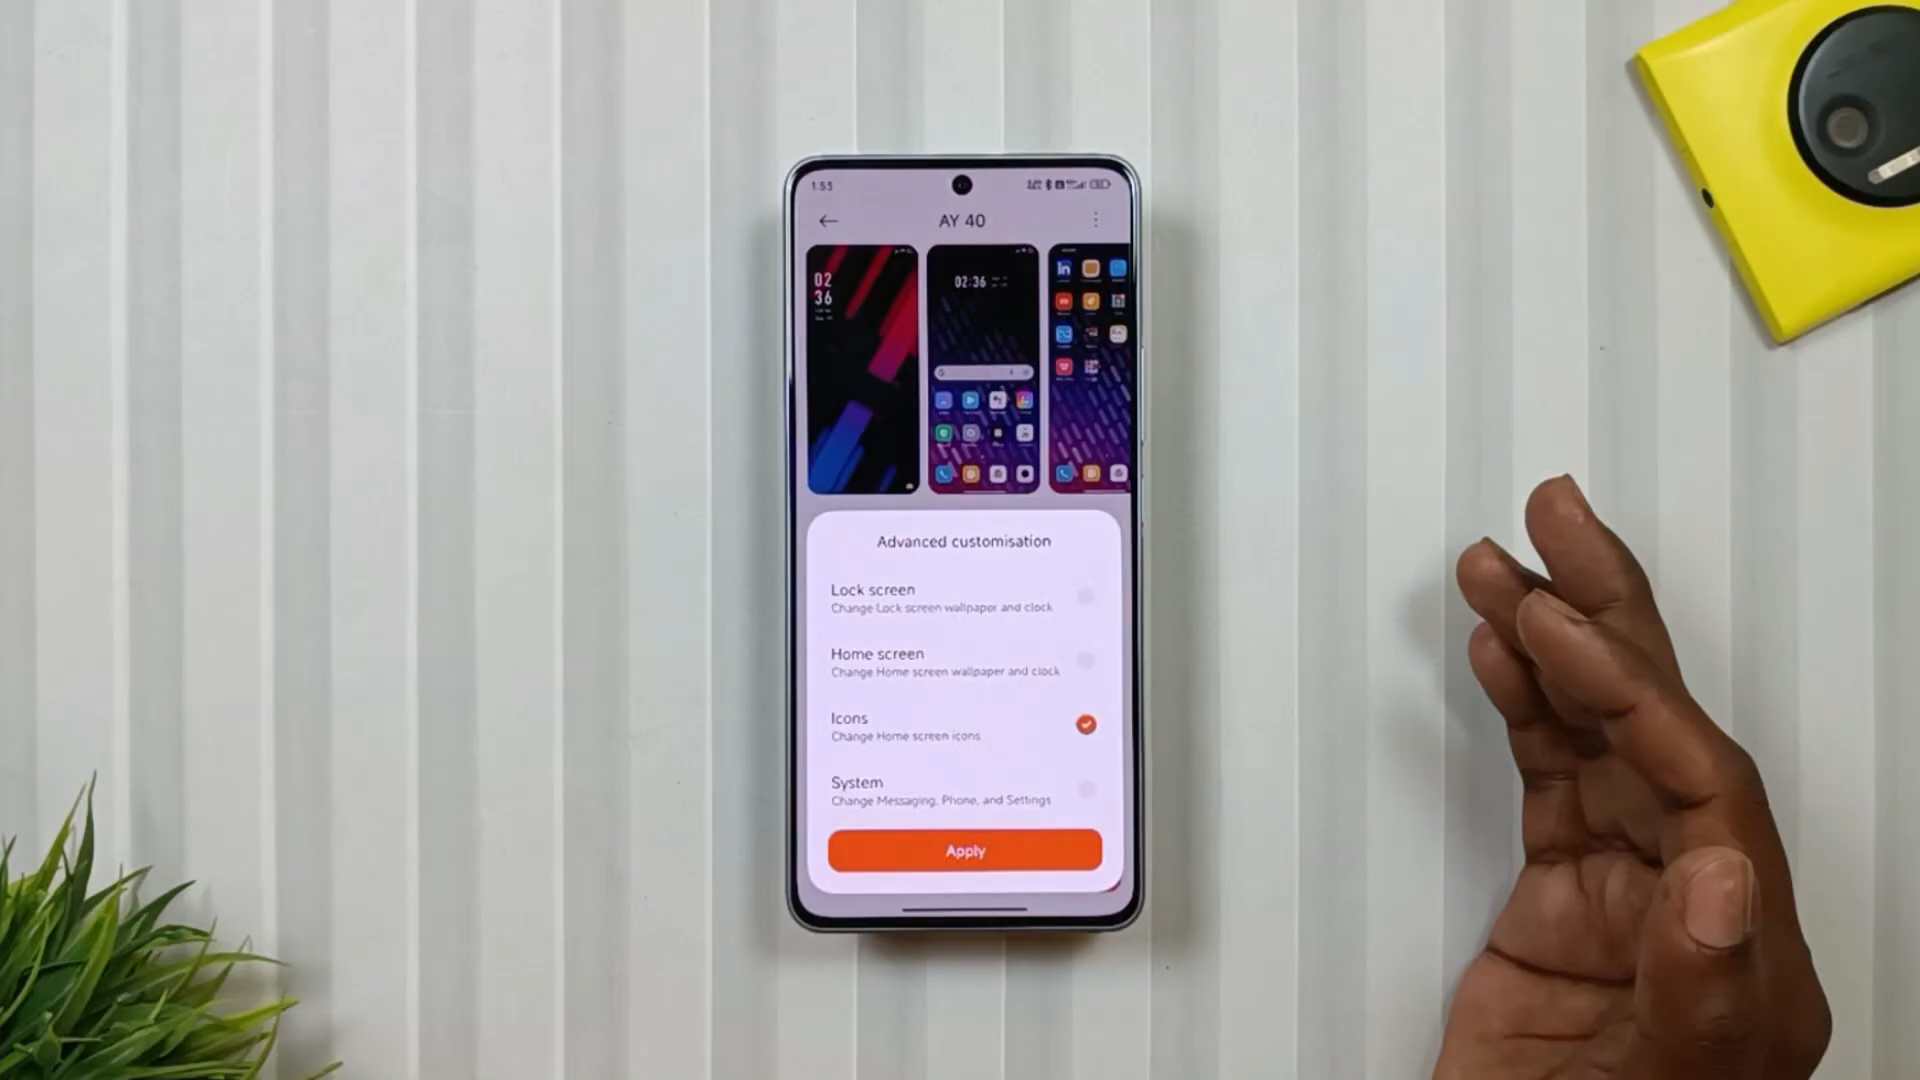 1:53
AY 40
02
36
02:36
Advanced customisation
Lock screen
Change Lock screen wallpaper and clock
Home screen
Change Home screen wallpaper and clock
Icons
Change Home screen icons
System
Change Messaging, Phone, and Settings
Apply